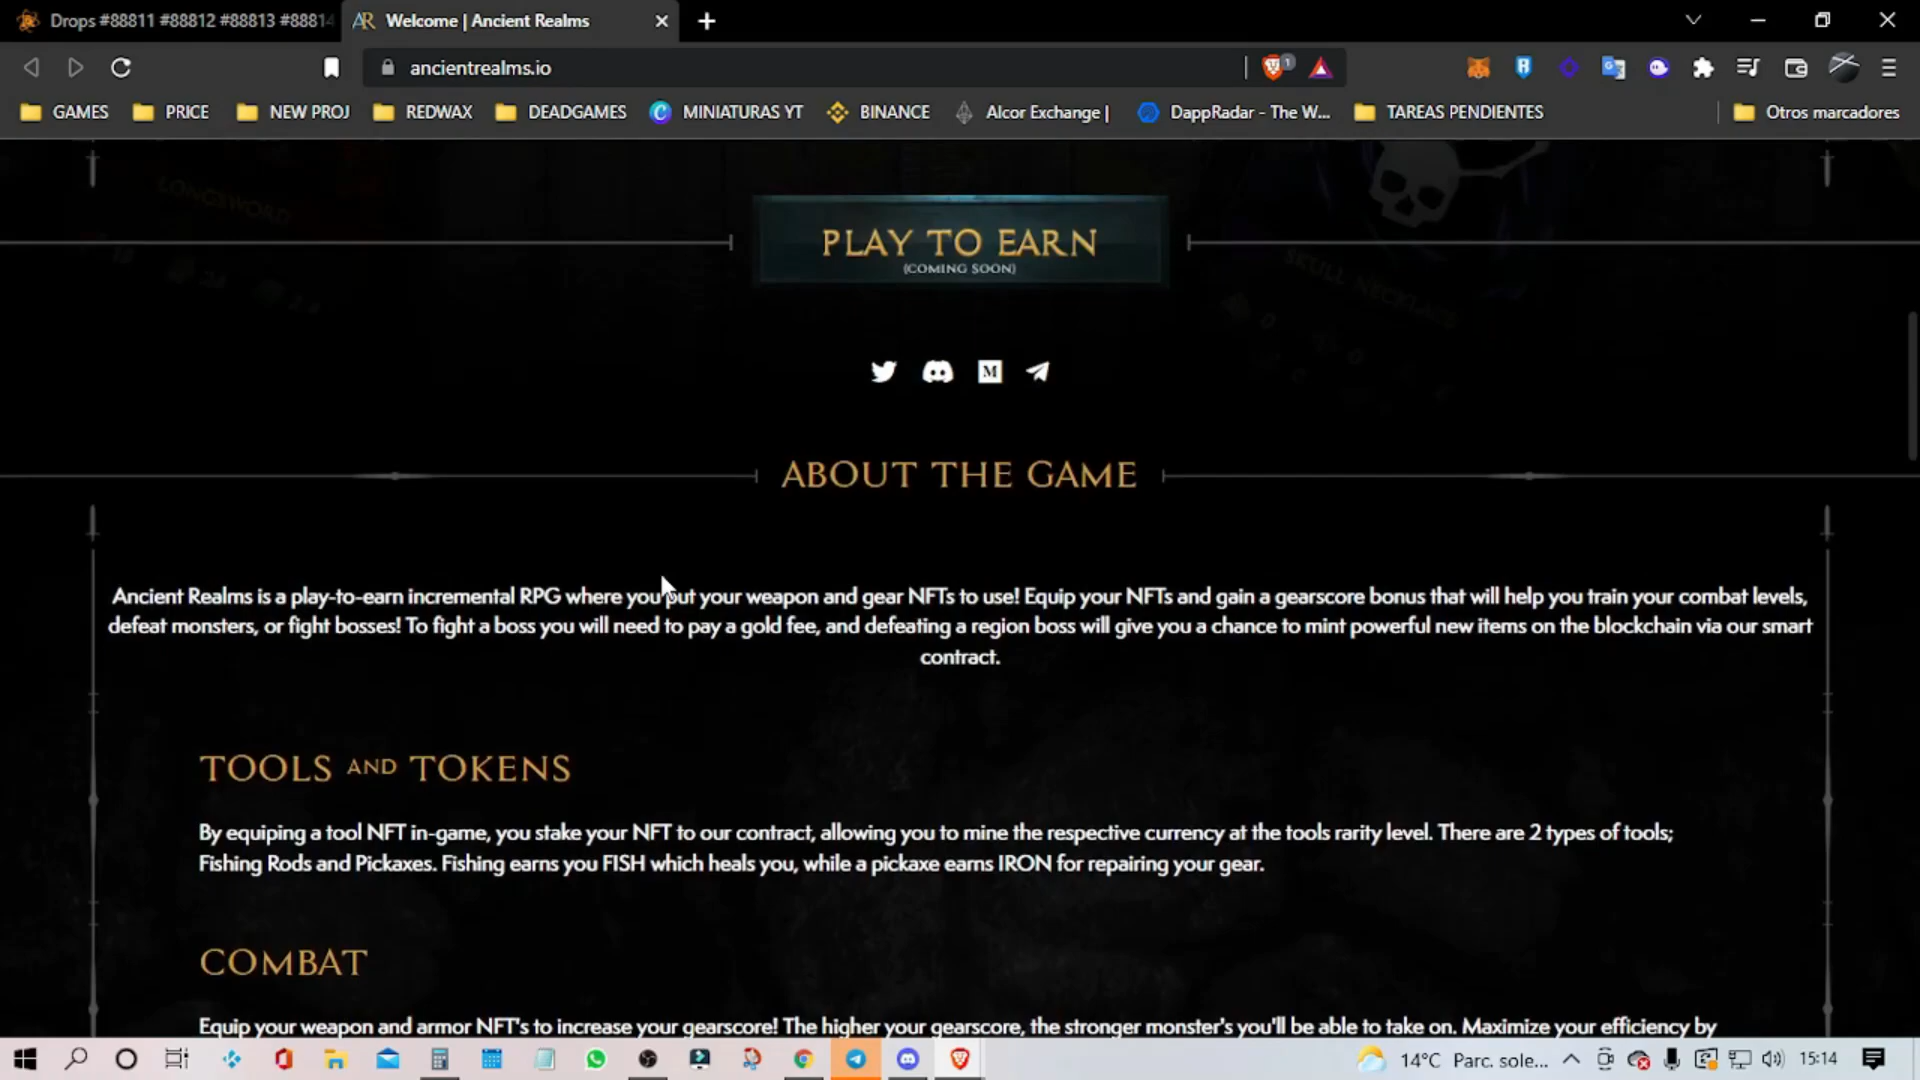 Drops #88811 #88812 #88813 #88814
Welcome | Ancient Realms
ancientrealms.io
1
GAMES
PRICE
NEW PROJ
REDWAX
DEADGAMES
MINIATURAS YT
BINANCE
Alcor Exchange |
DappRadar - The W...
TAREAS PENDIENTES
Otros marcadores
LONGSWORD
SKULL NECKLACE
PLAY TO EARN
(COMING SOON)
ABOUT THE GAME
Ancient Realms is a play-to-earn incremental RPG where you put your weapon and gear NFTs to use! Equip your NFTs and gain a gearscore bonus that will help you train your combat levels,
defeat monsters, or fight bosses! To fight a boss you will need to pay a gold fee, and defeating a region boss will give you a chance to mint powerful new items on the blockchain via our smart
contract.
TOOLS AND TOKENS
By equiping a tool NFT in-game, you stake your NFT to our contract, allowing you to mine the respective currency at the tools rarity level. There are 2 types of tools;
Fishing Rods and Pickaxes. Fishing earns you FISH which heals you, while a pickaxe earns IRON for repairing your gear.
COMBAT
Equip your weapon and armor NFT's to increase your gearscore! The higher your gearscore, the stronger monster's you'll be able to take on. Maximize your efficiency by
14°C Parc. sole...
15:14